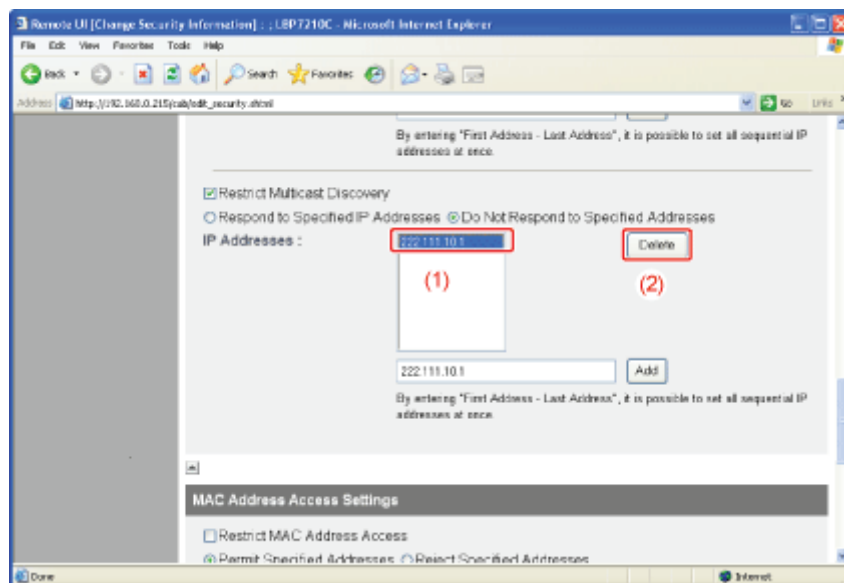 Remote UI [Change Security Information] : ; LBP7210C - Microsoft Internet Explorer
File Edit View Favorites Tools Help
Back Search Favorites
Address http://192.168.0.215/cab/edit_security.shtml Go Links
By entering "First Address - Last Address", it is possible to set all sequential IP
addresses at once.
Restrict Multicast Discovery
Respond to Specified IP Addresses Do Not Respond to Specified Addresses
IP Addresses : 222.111.10.1 Delete
(1) (2)
222.111.10.1 Add
By entering "First Address - Last Address", it is possible to set all sequential IP
addresses at once.
MAC Address Access Settings
Restrict MAC Address Access
Permit Specified Addresses Reject Specified Addresses
Done Internet